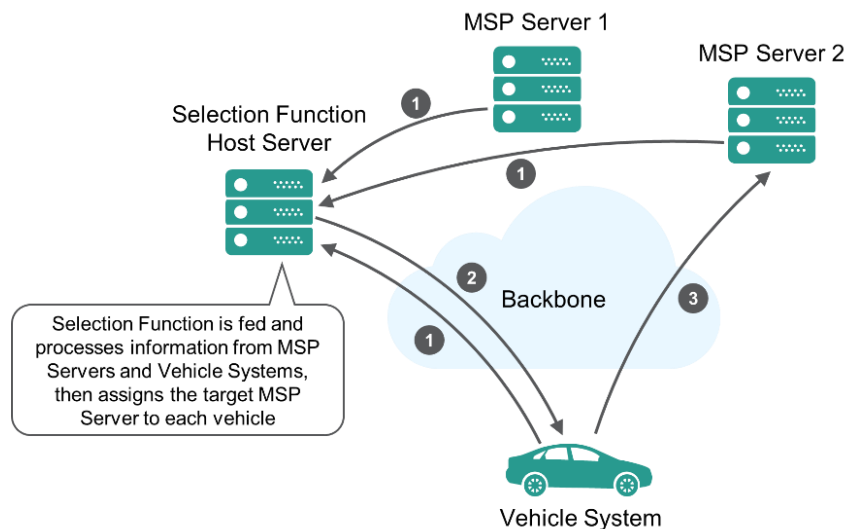 MSP Server 1
MSP Server 2
Selection Function
Host Server
1
1
2
Backbone
3
1
Selection Function is fed and
processes information from MSP
Servers and Vehicle Systems,
then assigns the target MSP
Server to each vehicle
Vehicle System